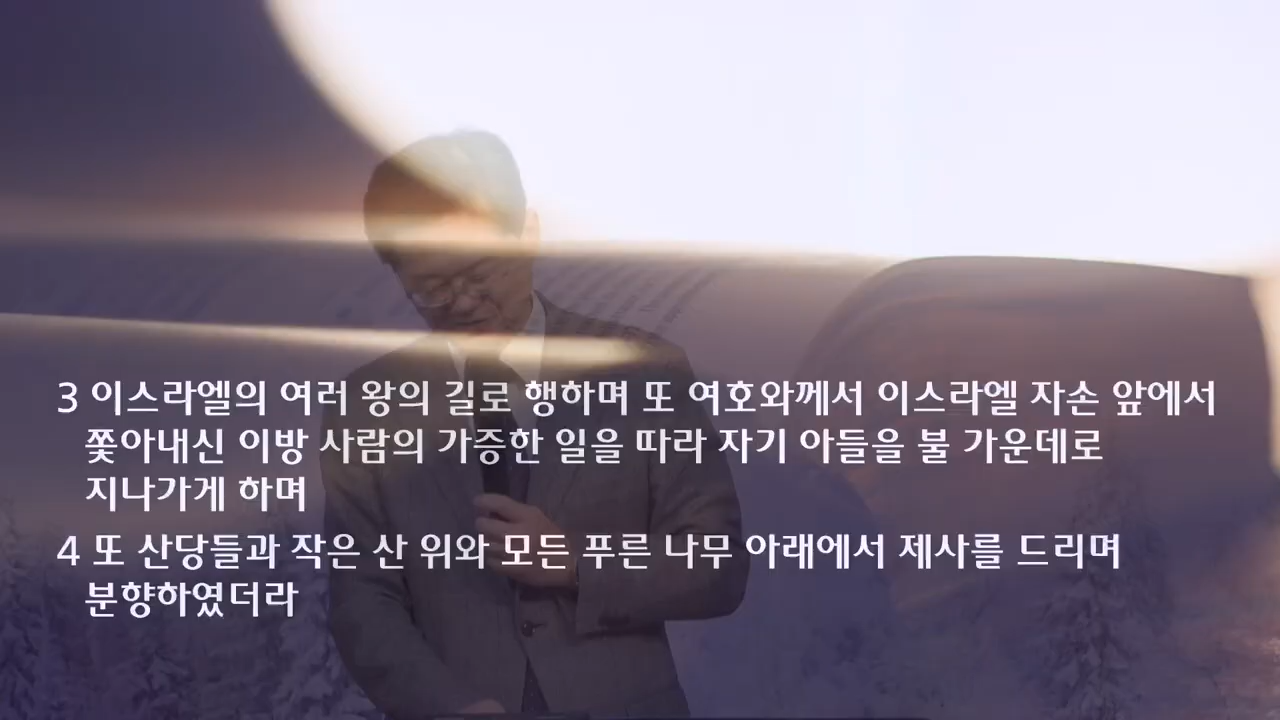 3 이스라엘의 여러 왕의 길로 행하며 또 여호와께서 이스라엘 자손 앞에서
쫓아내신 이방 사람의 가증한 일을 따라 자기 아들을 불 가운데로
지나가게 하며
4 또 산당들과 작은 산 위와 모든 푸른 나무 아래에서 제사를 드리며
분향하였더라